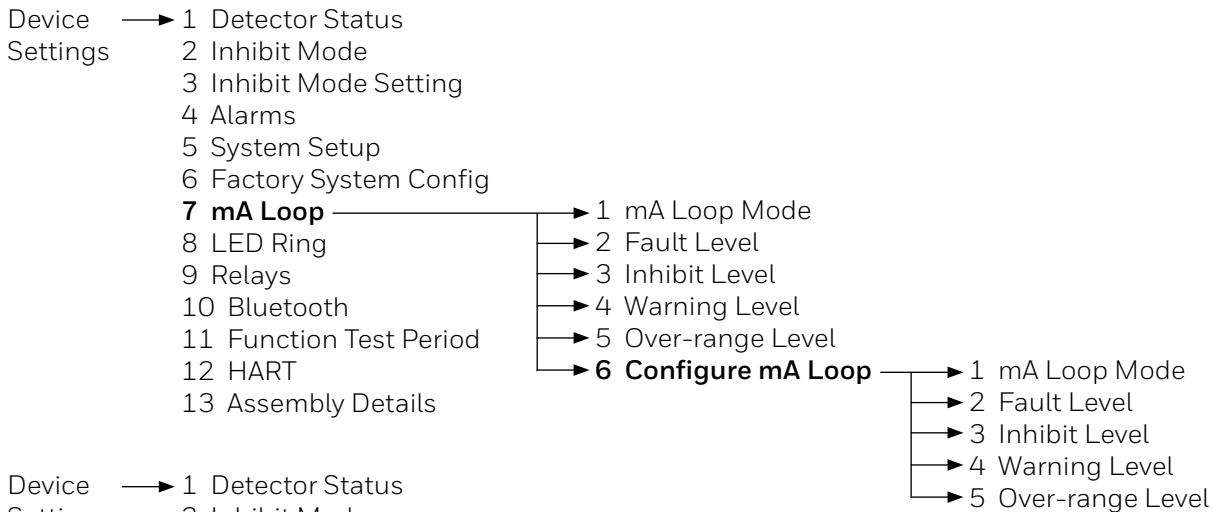 Device
Settings
1 Detector Status
2 Inhibit Mode
3 Inhibit Mode Setting
4 Alarms
5 System Setup
6 Factory System Config
7 mA Loop
8 LED Ring
9 Relays
10 Bluetooth
11 Function Test Period
12 HART
13 Assembly Details
1 mA Loop Mode
2 Fault Level
3 Inhibit Level
4 Warning Level
5 Over-range Level
6 Configure mA Loop
1 mA Loop Mode
2 Fault Level
3 Inhibit Level
4 Warning Level
5 Over-range Level
Device
1 Detector Status